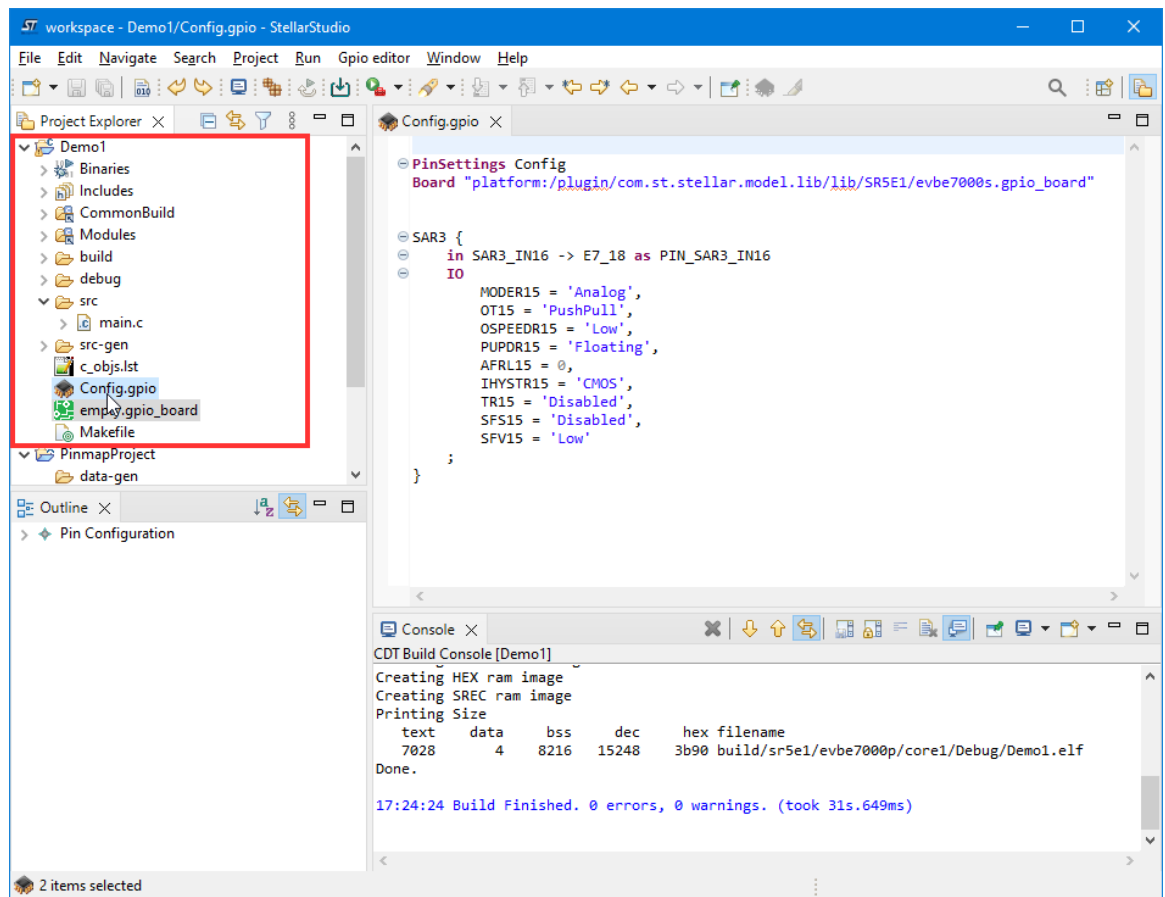 workspace - Demo1/Config.gpio - StellarStudio
File Edit Navigate Search Project Run Gpio editor Window Help
Project Explorer
Demo1
Binaries
Includes
CommonBuild
Modules
build
debug
src
main.c
src-gen
c_objs.lst
Config.gpio
empty.gpio_board
Makefile
PinmapProject
data-gen
Outline
Pin Configuration
Config.gpio
PinSettings Config
Board "platform:/plugin/com.st.stellar.model.lib/lib/SR5E1/evbe7000s.gpio_board"
SAR3 {
in SAR3_IN16 -> E7_18 as PIN_SAR3_IN16
IO
MODER15 = 'Analog',
OT15 = 'PushPull',
OSPEEDR15 = 'Low',
PUPDR15 = 'Floating',
AFRL15 = 0,
IHYSTR15 = 'CMOS',
TR15 = 'Disabled',
SFS15 = 'Disabled',
SFV15 = 'Low'
;
}
Console
CDT Build Console [Demo1]
Creating HEX ram image
Creating SREC ram image
Printing Size
text data bss dec hex filename
7028 4 8216 15248 3b90 build/sr5e1/evbe7000p/core1/Debug/Demo1.elf
Done.
17:24:24 Build Finished. 0 errors, 0 warnings. (took 31s.649ms)
2 items selected